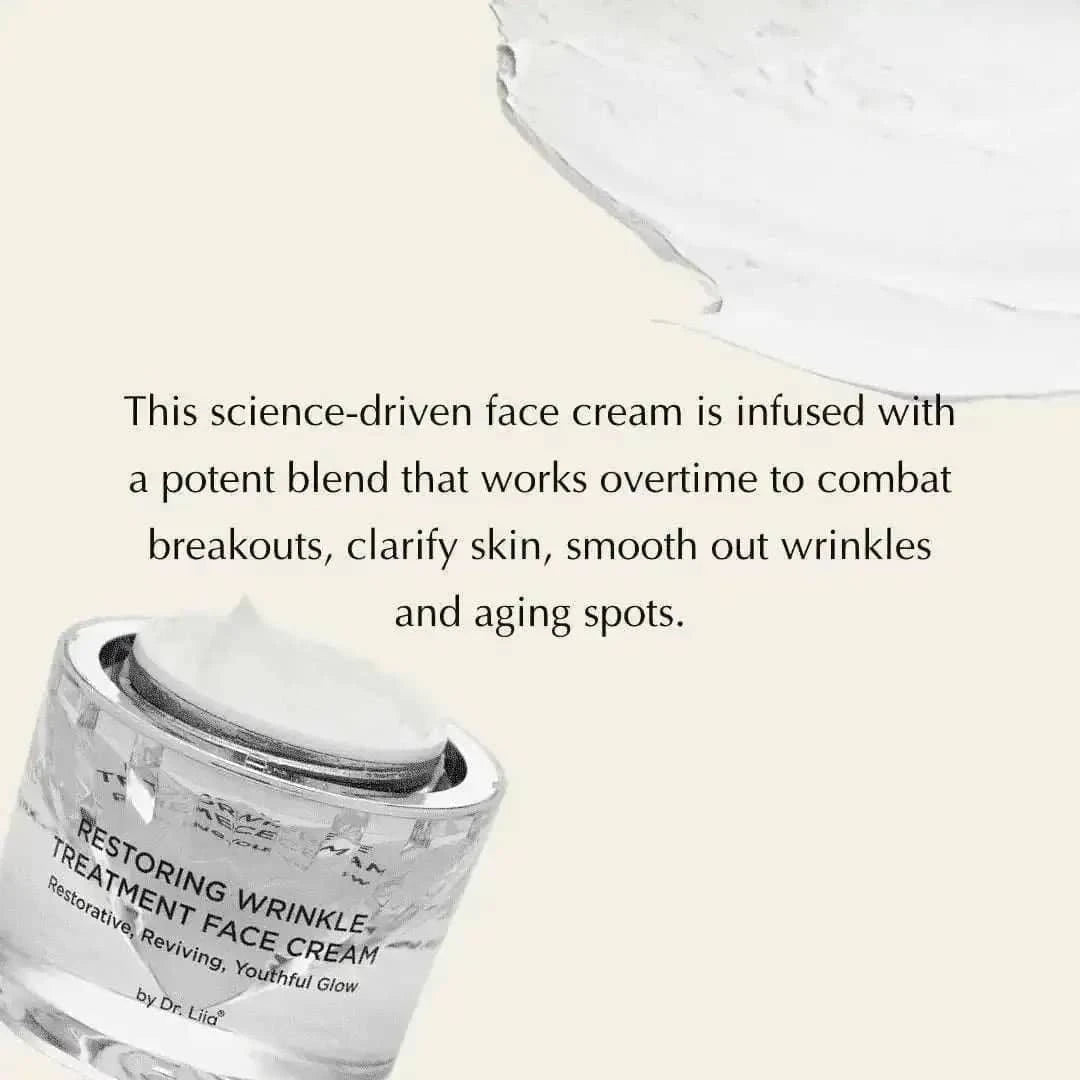 This science-driven face cream is infused with
a potent blend that works overtime to combat
breakouts, clarify skin, smooth out wrinkles
and aging spots.
RESTORING WRINKLE
TREATMENT FACE CREAM
Restorative, Reviving, Youthful Glow
by Dr. Liia®